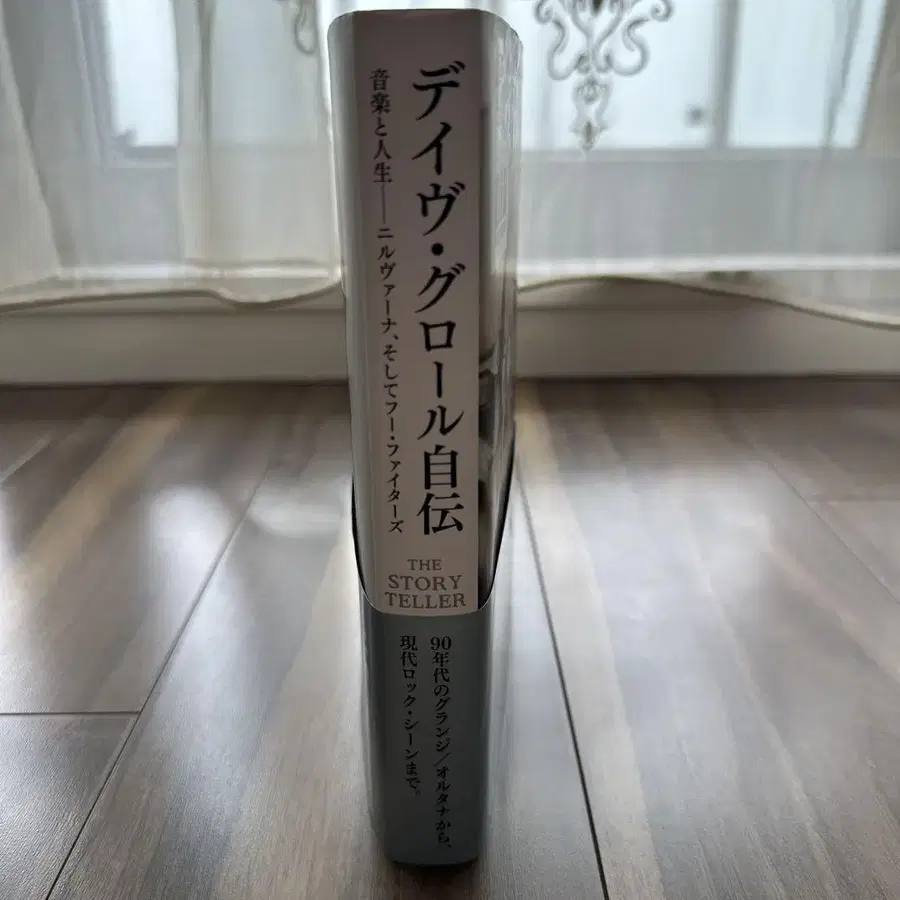 デイヴ・グロール自伝
音楽と人生——ニルヴァーナ、そしてフー・ファイターズ
THE
STORY
TELLER
90年代のグランジ／オルタナから、
現代ロック・シーンまで。